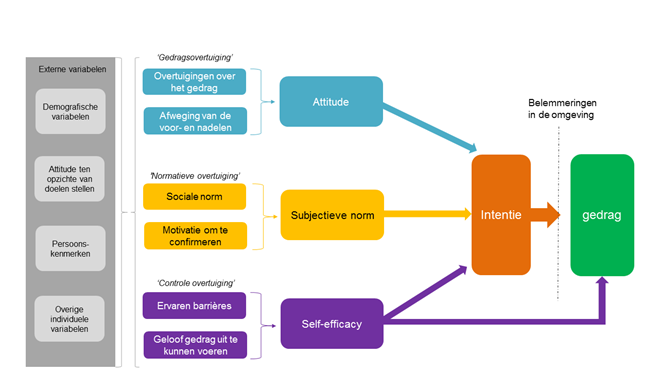 Externe variabelen
Demografische
variabelen
Attitude ten
opzichte van
doelen stellen
Persoons-
kenmerken
Overige
individuele
variabelen
‘Gedragsovertuiging’
Overtuigingen over
het gedrag
Afweging van de
voor- en nadelen
Attitude
‘Normatieve overtuiging’
Sociale norm
Motivatie om te
confirmeren
Subjectieve norm
‘Controle overtuiging’
Ervaren barrières
Geloof gedrag uit te
kunnen voeren
Self-efficacy
Intentie
Belemmeringen
in de omgeving
gedrag